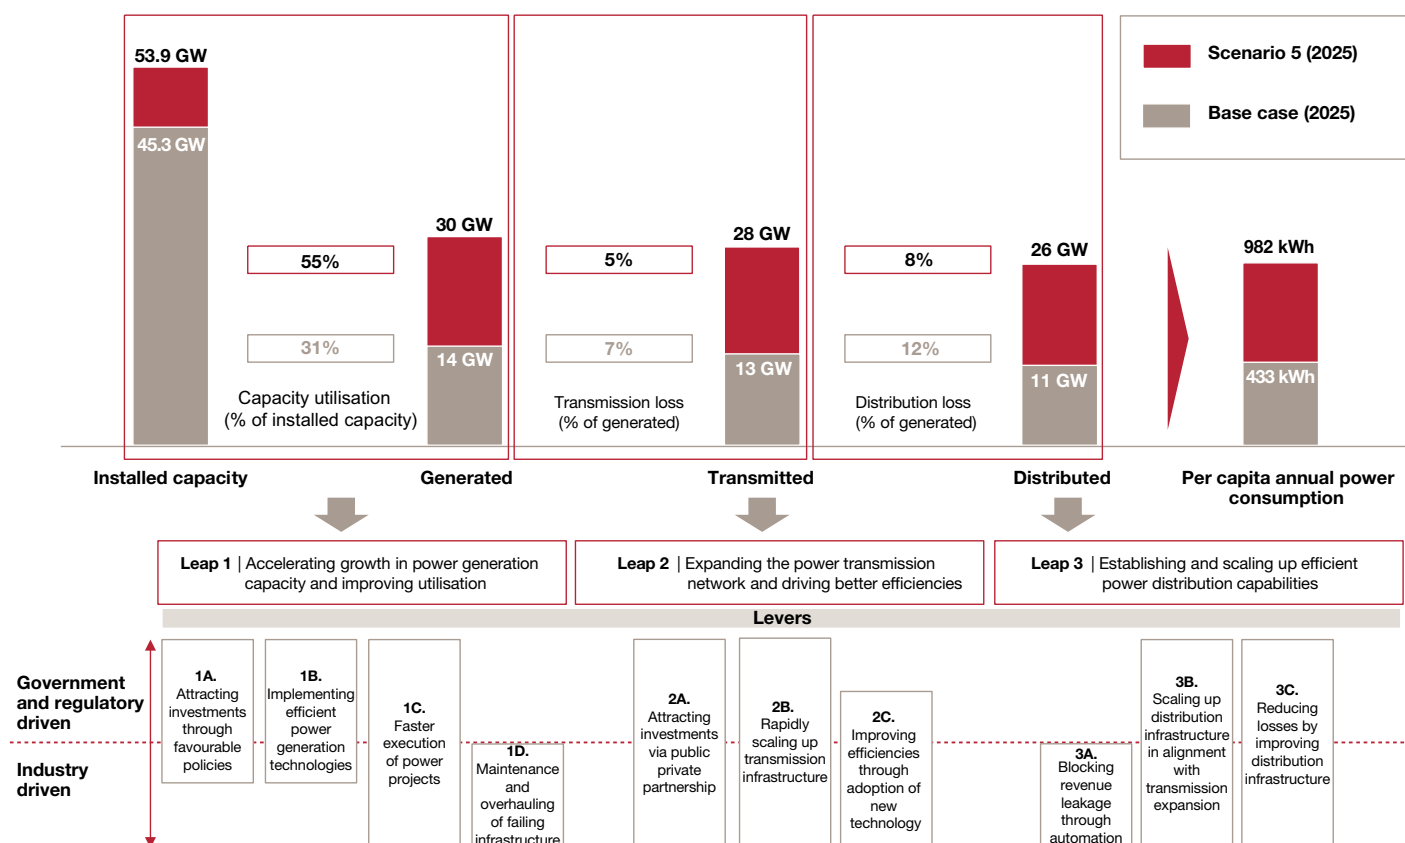 53.9 GW
45.3 GW
55%
31%
Capacity utilisation
(% of installed capacity)
30 GW
14 GW
5%
7%
Transmission loss
(% of generated)
28 GW
13 GW
8%
12%
Distribution loss
(% of generated)
26 GW
11 GW
982 kWh
433 kWh
Scenario 5 (2025)
Base case (2025)
Installed capacity
Generated
Transmitted
Distributed
Per capita annual power
consumption
Leap 1 | Accelerating growth in power generation
capacity and improving utilisation
Leap 2 | Expanding the power transmission
network and driving better efficiencies
Leap 3 | Establishing and scaling up efficient
power distribution capabilities
Levers
Government
and regulatory
driven
Industry
driven
1A.
Attracting
investments
through
favourable
policies
1B.
Implementing
efficient
power
generation
technologies
1C.
Faster
execution
of power
projects
1D.
Maintenance
and
overhauling
of failing
infrastructure
2A.
Attracting
investments
via public
private
partnership
2B.
Rapidly
scaling up
transmission
infrastructure
2C.
Improving
efficiencies
through
adoption of
new
technology
3A.
Blocking
revenue
leakage
through
automation
3B.
Scaling up
distribution
infrastructure
in alignment
with
transmission
expansion
3C.
Reducing
losses by
improving
distribution
infrastructure